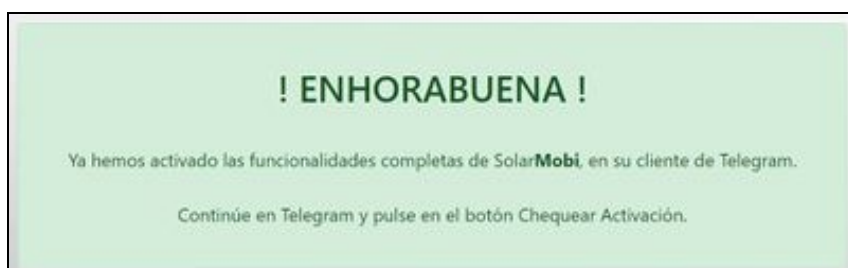 ! ENHORABUENA !
Ya hemos activado las funcionalidades completas de SolarMobi, en su cliente de Telegram.
Continúe en Telegram y pulse en el botón Chequear Activación.